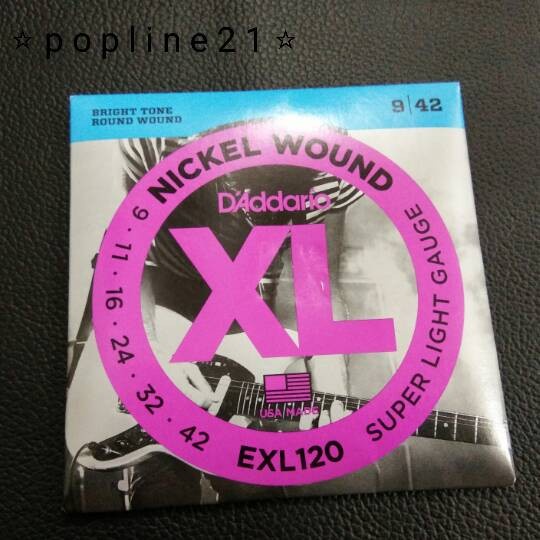 ☆popline21☆
BRIGHT TONE
ROUND WOUND
9|42
NICKEL WOUND
D'Addario
XL
USA MADE
9 · 11 · 16 · 24 · 32 · 42
EXL120
SUPER LIGHT GAUGE